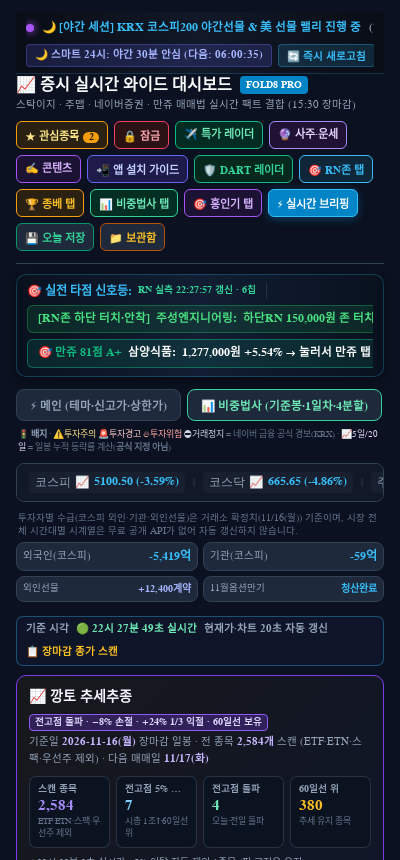 🌙 [야간 세션] KRX 코스피200 야간선물 & 美 선물 랠리 진행 중
🌙 스마트 24시: 야간 30분 안심 (다음: 06:00:35)
🔄 즉시 새로고침
📈 증시 실시간 와이드 대시보드 FOLD8 PRO
스탁이지 · 주맵 · 네이버증권 · 만쥬 매매법 실시간 팩트 결합 (15:30 장마감)
★ 관심종목 2
🔒 잠금
✈️ 특가 레이더
🔮 사주·운세
✍️ 콘텐츠
📲 앱 설치 가이드
🛡️ DART 레이더
🎯 RN존 탭
🏆 종베 탭
📊 비중법사 탭
🎯 홍인기 탭
⚡ 실시간 브리핑
💾 오늘 저장
📁 보관함
🎯 실전 타점 신호등: RN 실측 22:27:57 갱신 · 6칩
[RN존 하단 터치·안착] 주성엔지니어링: 하단RN 150,000원 존 터치
🎯 만쥬 81점 A+ 삼양식품: 1,277,000원 +5.54% → 눌러서 만쥬 탭
⚡ 메인 (테마·신고가·상한가)
📊 비중법사 (기준봉·1일차·4분할)
🚦 배지 · ⚠️투자주의 🚨투자경고 ⛔거래정지 = 네이버 금융 공식 경보(KRX) · 📈5일/20
일 = 일봉 누적 등락률 계산(공식 지정 아님)
코스피 📈 5100.50 (-3.59%)
코스닥 📈 665.65 (-4.86%)
투자자별 수급(코스피 외인·기관·외인선물)은 거래소 확정치(11/16(월)) 기준이며, 시장 전
체 시간대별 시계열은 무료 공개 API가 없어 자동 갱신하지 않습니다.
외국인(코스피) -5,419억
기관(코스피) -59억
외인선물 +12,400계약
11월옵션만기 청산완료
기준 시각 🟢 22시 27분 49초 실시간 현재가·차트 20초 자동 갱신
📋 장마감 종가 스캔
📈 깡토 추세추종
전고점 돌파 · −8% 손절 · +24% 1/3 익절 · 60일선 보유
기준일 2026-11-16(월) 장마감 일봉 · 전 종목 2,584개 스캔 (ETF·ETN·스
팩·우선주 제외) · 다음 매매일 11/17(화)
스캔 종목
2,584
ETF·ETN·스팩·우
선주 제외
전고점 5% …
7
시총 1조↑·60일선
위
전고점 돌파
4
오늘·전일 돌파
60일선 위
380
추세 유지 종목